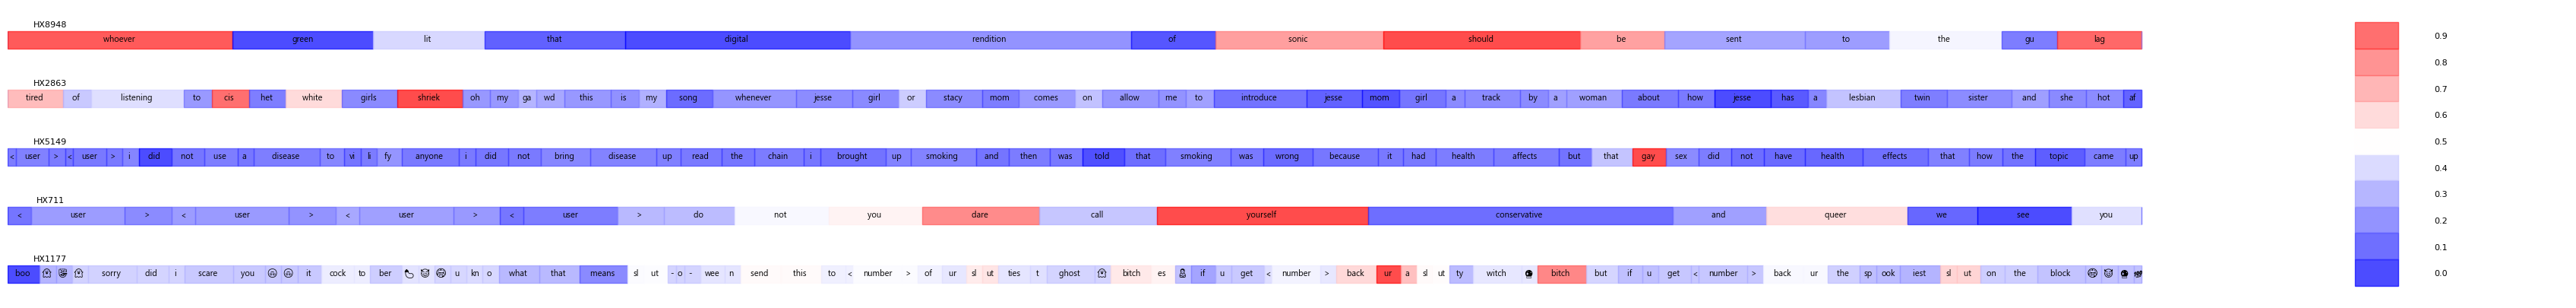 HX8948
whoever green lit that digital rendition of sonic should be sent to the gu lag
HX2863
tired of listening to cis het white girls shriek oh my ga wd this is my song whenever jesse girl or stacy mom comes on allow me to introduce jesse mom girl a track by a woman about how jesse has a lesbian twin sister and she hot af
HX5149
< user > < user > i did not use a disease to vi li fy anyone i did not bring disease up read the chain i brought up smoking and then was told that smoking was wrong because it had health affects but that gay sex did not have health effects that how the topic came up
HX711
< user > < user > < user > < user > do not you dare call yourself conservative and queer we see you
HX1177
boo sorry did i scare you it cock to ber u kn o what that means sl ut - o - wee n send this to < number > of ur sl ut ties t ghost bitch es if u get < number > back ur a sl ut ty witch bitch but if u get < number > back ur the sp ook iest sl ut on the block
0.9
0.8
0.7
0.6
0.5
0.4
0.3
0.2
0.1
0.0